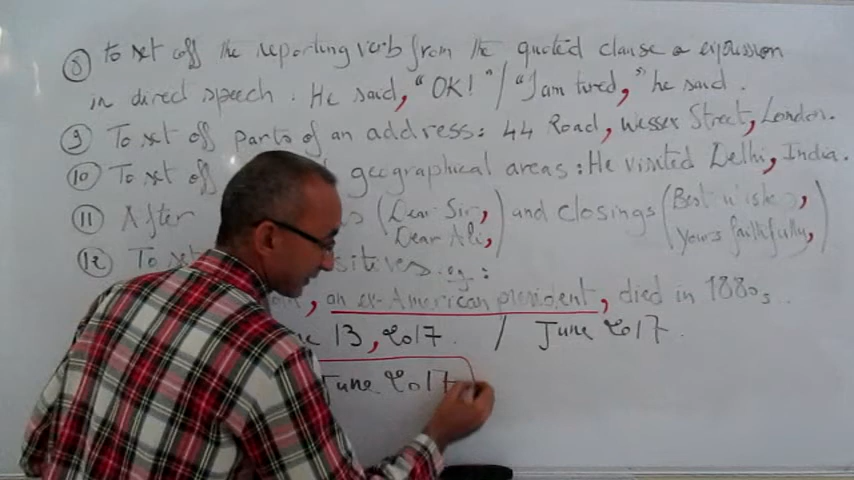 ⑧ to set off the reporting verb from the quoted clause or expression
in direct speech. He said, "OK!" / "I am tired," he said.
⑨ To set off parts of an address: 44 Road, Wesser Street, London.
⑩ To set off geographical areas: He visited Delhi, India.
⑪ After (Dear Sir, and closings (Best wishes,
Dear Ali,) yours faithfully,)
⑫ To set sitives. eg:
, an ex-American president, died in 1880s.
13, 2017. / June 2017.
June 2017